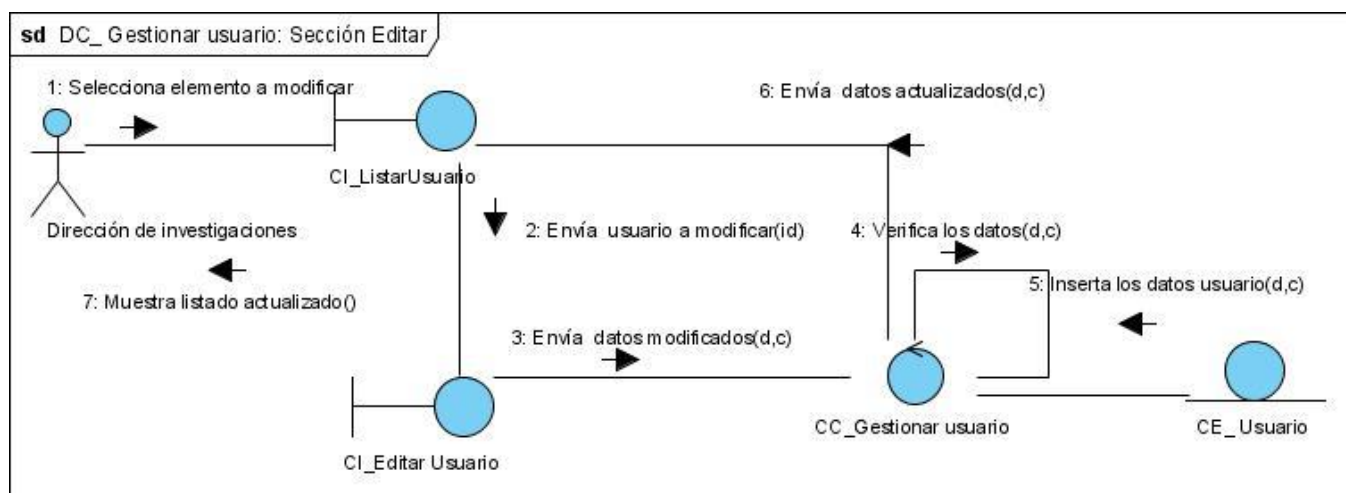 sd DC_ Gestionar usuario: Sección Editar
1: Selecciona elemento a modificar
6: Envía datos actualizados(d,c)
CI_ListarUsuario
Dirección de investigaciones
2: Envía usuario a modificar(id)
4: Verifica los datos(d,c)
7: Muestra listado actualizado()
5: Inserta los datos usuario(d,c)
3: Envía datos modificados(d,c)
CC_Gestionar usuario
CE_ Usuario
CI_Editar Usuario